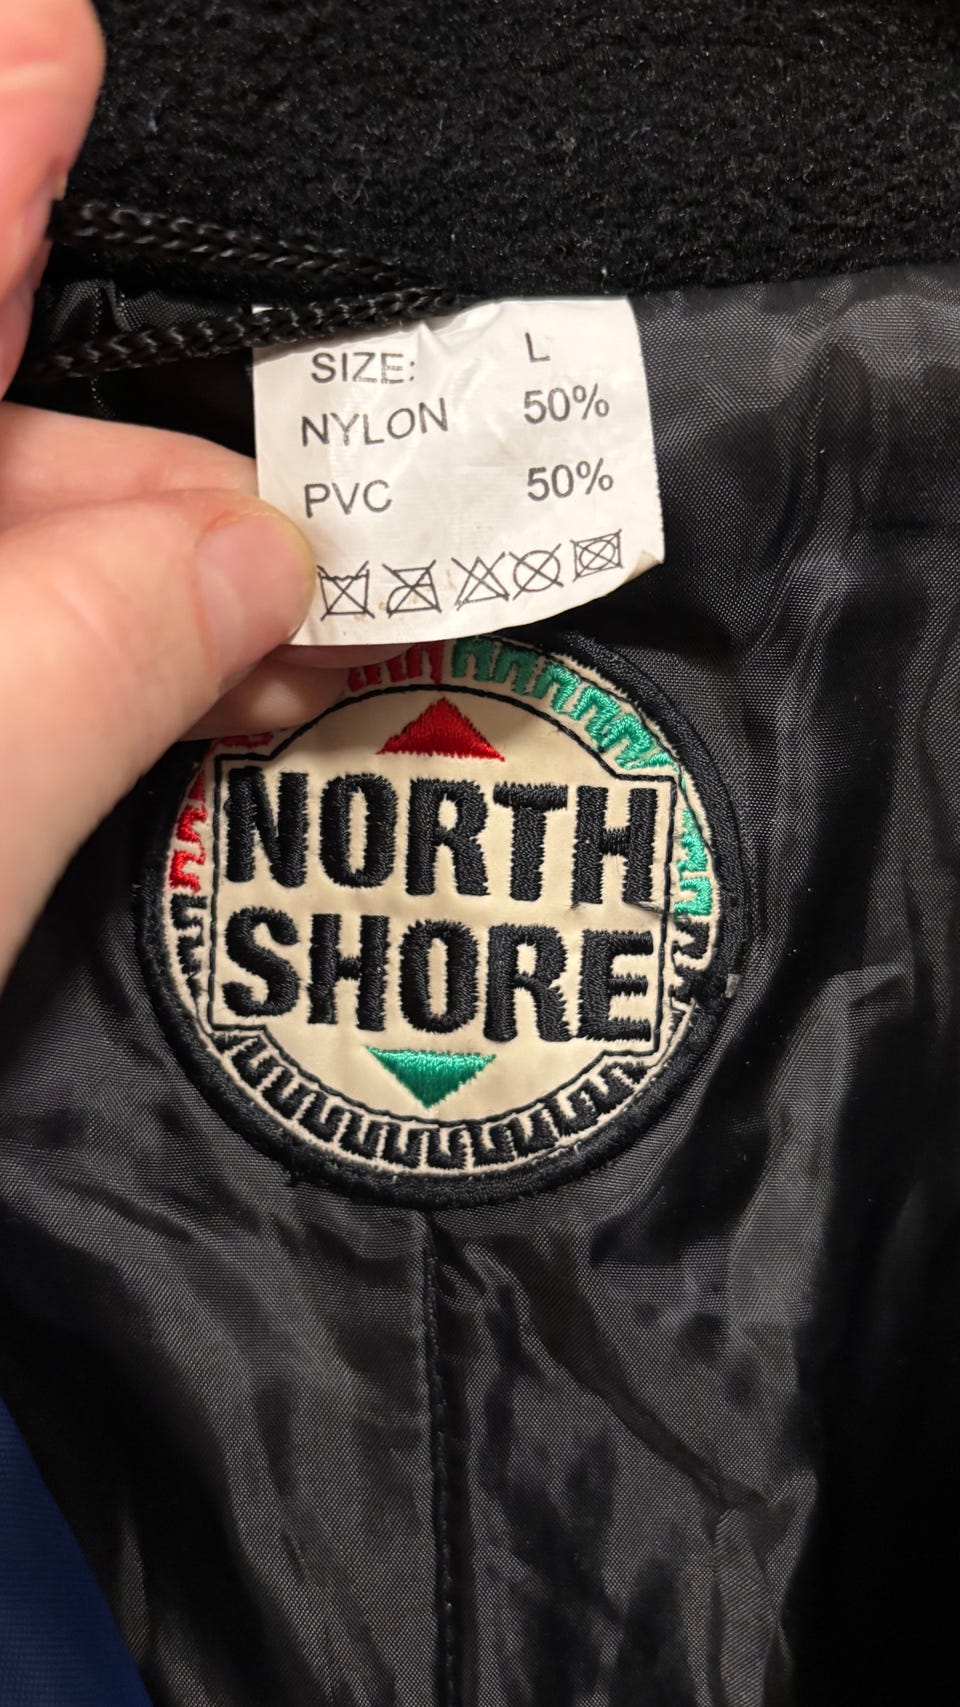 SIZE: L
NYLON 50%
PVC 50%
NORTH
SHORE